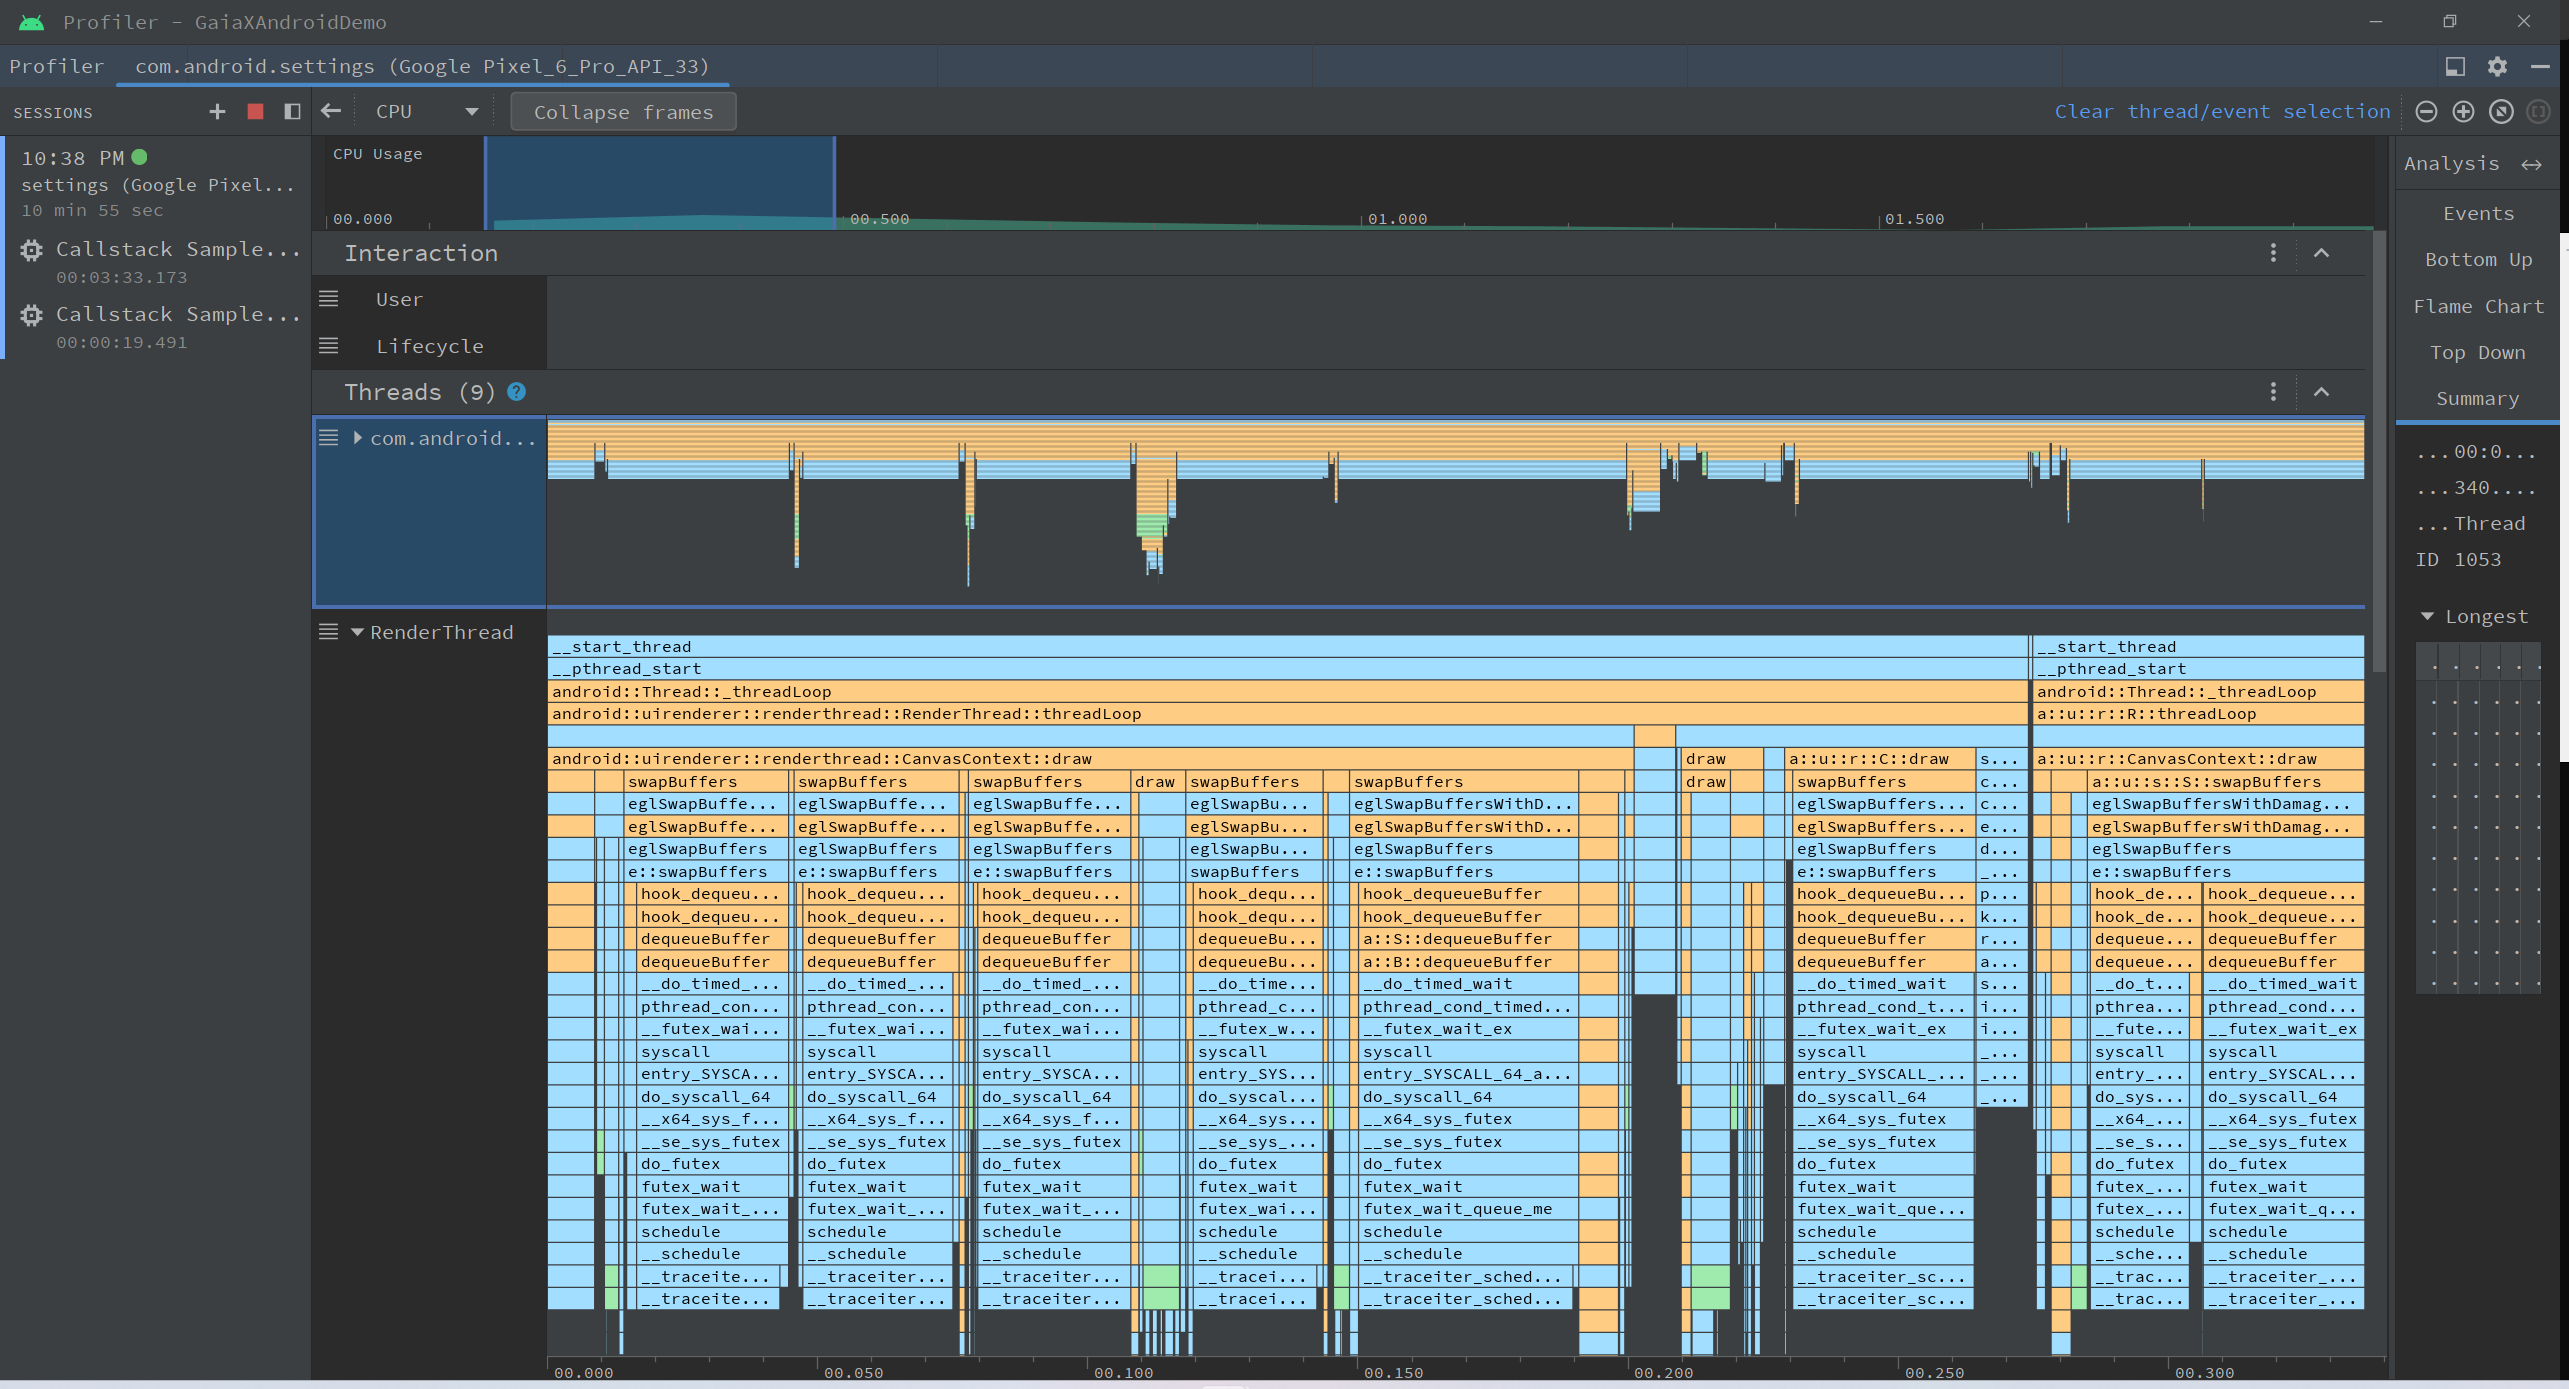 Profiler - GaiaXAndroidDemo
Profiler com.android.settings (Google Pixel_6_Pro_API_33)
SESSIONS CPU Collapse frames Clear thread/event selection
10:38 PM
settings (Google Pixel...
10 min 55 sec
Callstack Sample...
00:03:33.173
Callstack Sample...
00:00:19.491
CPU Usage
00.000 00.500 01.000 01.500
Interaction
User
Lifecycle
Threads (9) ?
com.android...
RenderThread
__start_thread __start_thread
__pthread_start __pthread_start
android::Thread::_threadLoop android::Thread::_threadLoop
android::uirenderer::renderthread::RenderThread::threadLoop a::u::r::R::threadLoop
android::uirenderer::renderthread::CanvasContext::draw draw a::u::r::C::draw s... a::u::r::CanvasContext::draw
swapBuffers swapBuffers swapBuffers draw swapBuffers swapBuffers draw swapBuffers c... a::u::s::S::swapBuffers
eglSwapBuffe... eglSwapBuffe... eglSwapBuffe... eglSwapBu... eglSwapBuffersWithD... eglSwapBuffers... c... eglSwapBuffersWithDamag...
eglSwapBuffe... eglSwapBuffe... eglSwapBuffe... eglSwapBu... eglSwapBuffersWithD... eglSwapBuffers... e... eglSwapBuffersWithDamag...
eglSwapBuffers eglSwapBuffers eglSwapBuffers eglSwapBu... eglSwapBuffers eglSwapBuffers d... eglSwapBuffers
e::swapBuffers e::swapBuffers e::swapBuffers swapBuffers e::swapBuffers e::swapBuffers _... e::swapBuffers
hook_dequeu... hook_dequeu... hook_dequeu... hook_dequ... hook_dequeueBuffer hook_dequeueBu... p... hook_de... hook_dequeue...
hook_dequeu... hook_dequeu... hook_dequeu... hook_dequ... hook_dequeueBuffer hook_dequeueBu... k... hook_de... hook_dequeue...
dequeueBuffer dequeueBuffer dequeueBuffer dequeueBu... a::S::dequeueBuffer dequeueBuffer r... dequeue... dequeueBuffer
dequeueBuffer dequeueBuffer dequeueBuffer dequeueBu... a::B::dequeueBuffer dequeueBuffer a... dequeue... dequeueBuffer
__do_timed_... __do_timed_... __do_timed_... __do_time... __do_timed_wait __do_timed_wait s... __do_t... __do_timed_wait
pthread_con... pthread_con... pthread_con... pthread_c... pthread_cond_timed... pthread_cond_t... i... pthrea... pthread_cond...
__futex_wai... __futex_wai... __futex_wai... __futex_w... __futex_wait_ex __futex_wait_ex i... __fute... __futex_wait_ex
syscall syscall syscall syscall syscall syscall _... syscall syscall
entry_SYSCA... entry_SYSCA... entry_SYSCA... entry_SYS... entry_SYSCALL_64_a... entry_SYSCALL_... _... entry_... entry_SYSCAL...
do_syscall_64 do_syscall_64 do_syscall_64 do_syscal... do_syscall_64 do_syscall_64 _... do_sys... do_syscall_64
__x64_sys_f... __x64_sys_f... __x64_sys_f... __x64_sys... __x64_sys_futex __x64_sys_futex __x64_... __x64_sys_futex
__se_sys_futex __se_sys_futex __se_sys_futex __se_sys_... __se_sys_futex __se_sys_futex __se_s... __se_sys_futex
do_futex do_futex do_futex do_futex do_futex do_futex do_futex do_futex
futex_wait futex_wait futex_wait futex_wait futex_wait futex_wait futex_... futex_wait
futex_wait_... futex_wait_... futex_wait_... futex_wai... futex_wait_queue_me futex_wait_que... futex_... futex_wait_q...
schedule schedule schedule schedule schedule schedule schedule schedule
__schedule __schedule __schedule __schedule __schedule __schedule __sche... __schedule
__traceite... __traceiter... __traceiter... __tracei... __traceiter_sched... __traceiter_sc... __trac... __traceiter_...
__traceite... __traceiter... __traceiter... __tracei... __traceiter_sched... __traceiter_sc... __trac... __traceiter_...
00.000 00.050 00.100 00.150 00.200 00.250 00.300
Analysis
Events
Bottom Up
Flame Chart
Top Down
Summary
...00:0...
...340....
...Thread
ID 1053
Longest